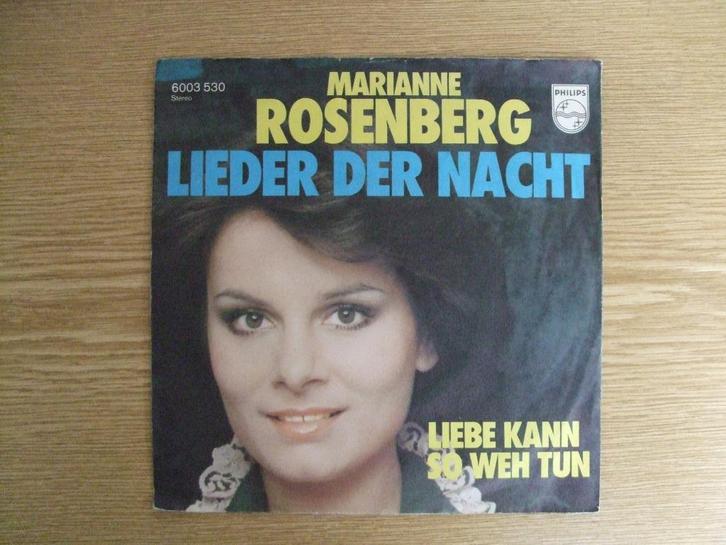 6003 530
Stereo
MARIANNE
ROSENBERG
PHILIPS
LIEDER DER NACHT
LIEBE KANN
SO WEH TUN